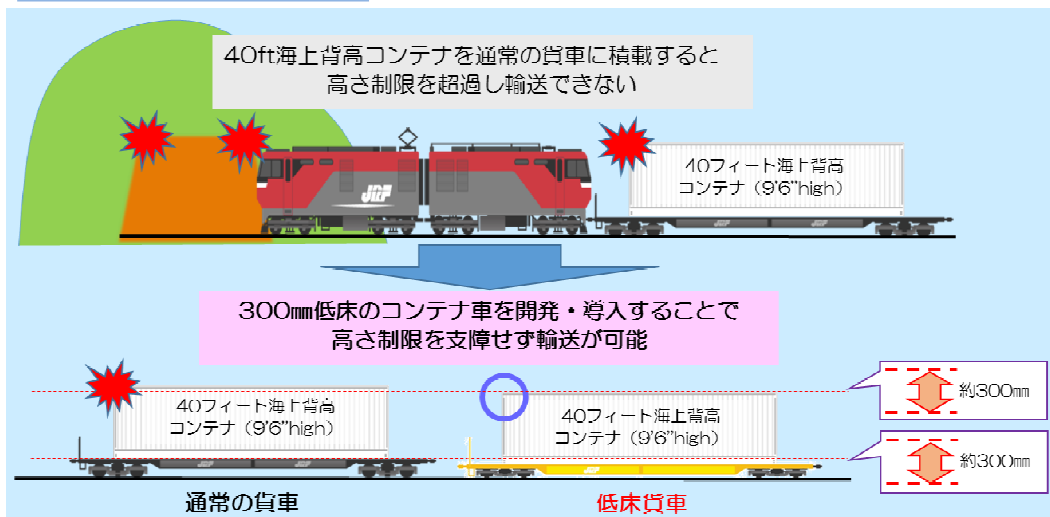 40ft海上背高コンテナを通常の貨車に積載すると
高さ制限を超過し輸送できない
JRF
40フィート海上背高
コンテナ（9’6”high）
JRF
300㎜低床のコンテナ車を開発・導入することで
高さ制限を支障せず輸送が可能
40フィート海上背高
コンテナ（9’6”high）
JRF
40フィート海上背高
コンテナ（9’6”high）
JRF
約300㎜
約300㎜
通常の貨車
低床貨車